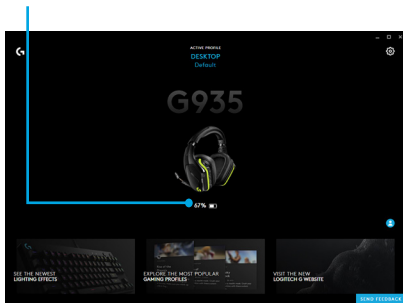 ACTIVE PROFILE
DESKTOP
Default
G935
67%
SEE THE NEWEST
LIGHTING EFFECTS
EXPLORE THE MOST POPULAR
GAMING PROFILES
VISIT THE NEW
LOGITECH G WEBSITE
SEND FEEDBACK